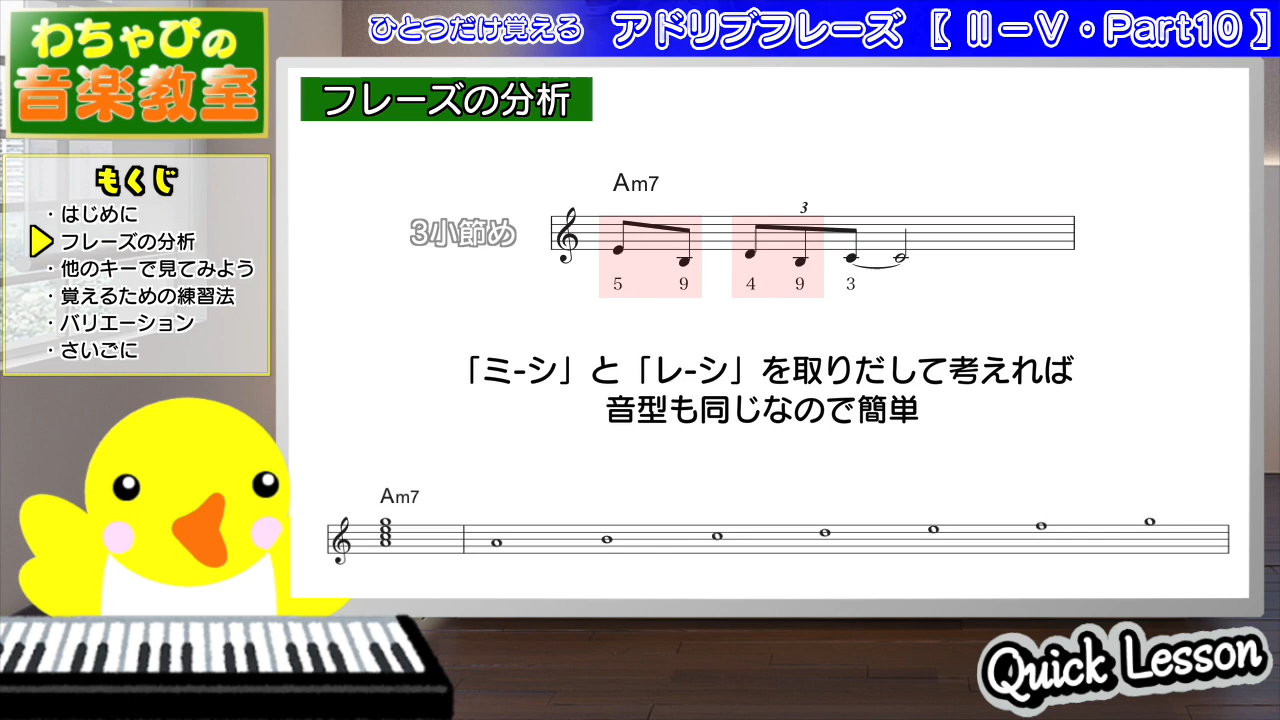 わちゃぴの
音楽教室
ひとつだけ覚える アドリブフレーズ 【 Ⅱ－Ⅴ・Part10 】
もくじ
・はじめに
・フレーズの分析
・他のキーで見てみよう
・覚えるための練習法
・バリエーション
・さいごに
フレーズの分析
Am7
3
3小節め
5 9 4 9 3
「ミ-シ」と「レ-シ」を取りだして考えれば
音型も同じなので簡単
Am7
Quick Lesson